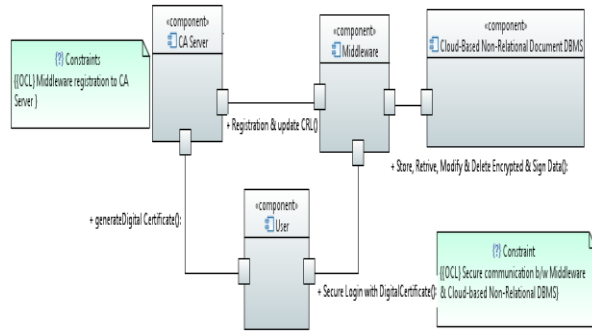 «component»
CA Server
«component»
Middleware
«component»
Cloud-Based Non-Relational Document DBMS
{?} Constraints
{[OCL] Middleware registration to CA
Server }
+ Registration & update CRL()
+ Store, Retrive, Modify & Delete Encrypted & Sign Data():
+ generateDigital Certificate():
«component»
User
+ Secure Login with DigitalCertificate():
{?} Constraint
{[OCL] Secure communication b/w Middleware
& Cloud-based Non-Relational DBMS}